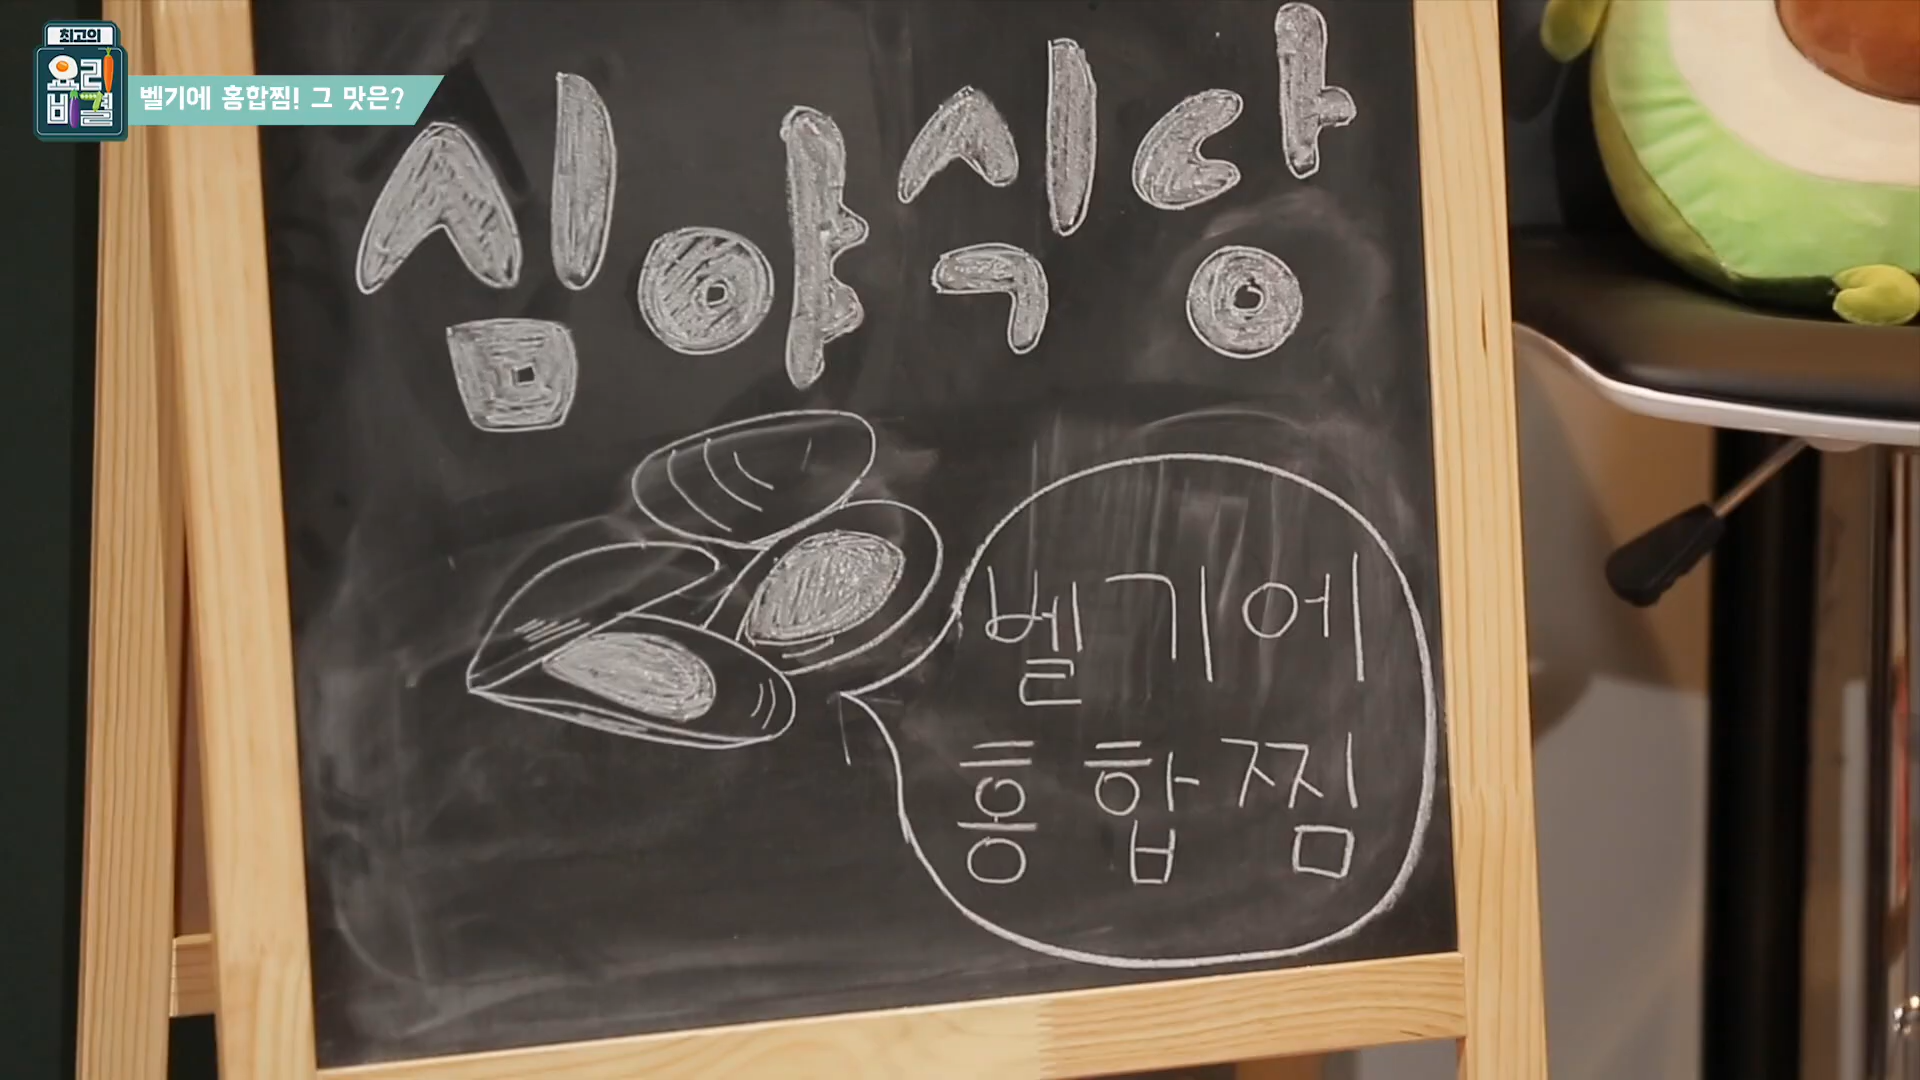 최고의
요리
비결
벨기에 홍합찜! 그 맛은?
심야식당
벨기에
홍합찜